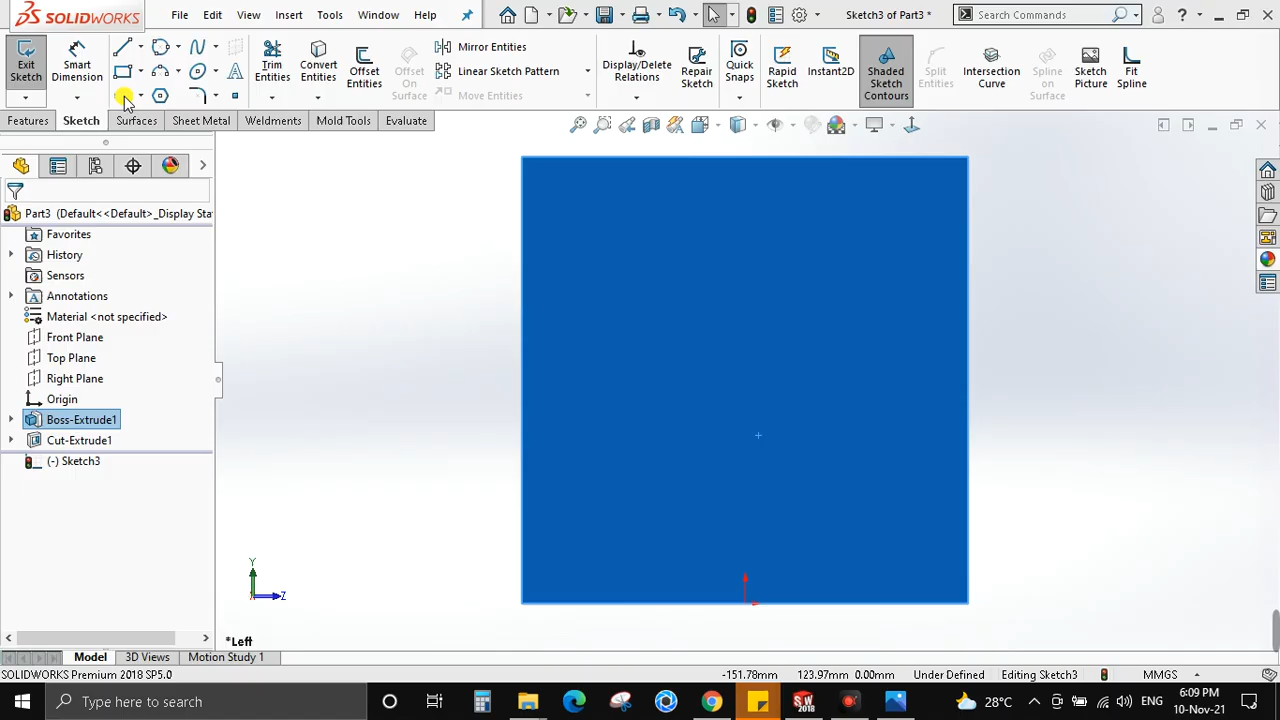 SOLIDWORKS
File
Edit
View
Insert
Tools
Window
Help
Sketch3 of Part3 *
Search Commands
Exit Sketch
Smart Dimension
Trim Entities
Convert Entities
Offset Entities
Offset On Surface
Mirror Entities
Linear Sketch Pattern
Move Entities
Display/Delete Relations
Repair Sketch
Quick Snaps
Rapid Sketch
Instant2D
Shaded Sketch Contours
Split Entities
Intersection Curve
Spline on Surface
Sketch Picture
Fit Spline
Features
Sketch
Surfaces
Sheet Metal
Weldments
Mold Tools
Evaluate
Part3 (Default<<Default>_Display Sta
Favorites
History
Sensors
Annotations
Material <not specified>
Front Plane
Top Plane
Right Plane
Origin
Boss-Extrude1
Cut-Extrude1
(-) Sketch3
Y
Z
*Left
Model
3D Views
Motion Study 1
SOLIDWORKS Premium 2018 SP5.0
-151.78mm
123.97mm
0.00mm
Under Defined
Editing Sketch3
MMGS
Type here to search
SW 2018
28°C
ENG
6:09 PM
10-Nov-21